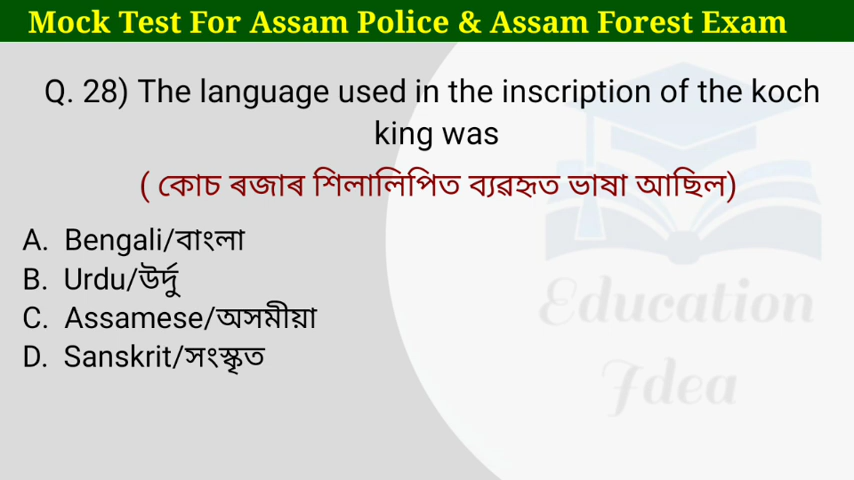 Mock Test For Assam Police & Assam Forest Exam
Q. 28) The language used in the inscription of the koch
king was
( কোচ ৰজাৰ শিলালিপিত ব্যৱহৃত ভাষা আছিল)
A. Bengali/বাংলা
B. Urdu/উৰ্দু
C. Assamese/অসমীয়া
D. Sanskrit/সংস্কৃত
Education
Idea